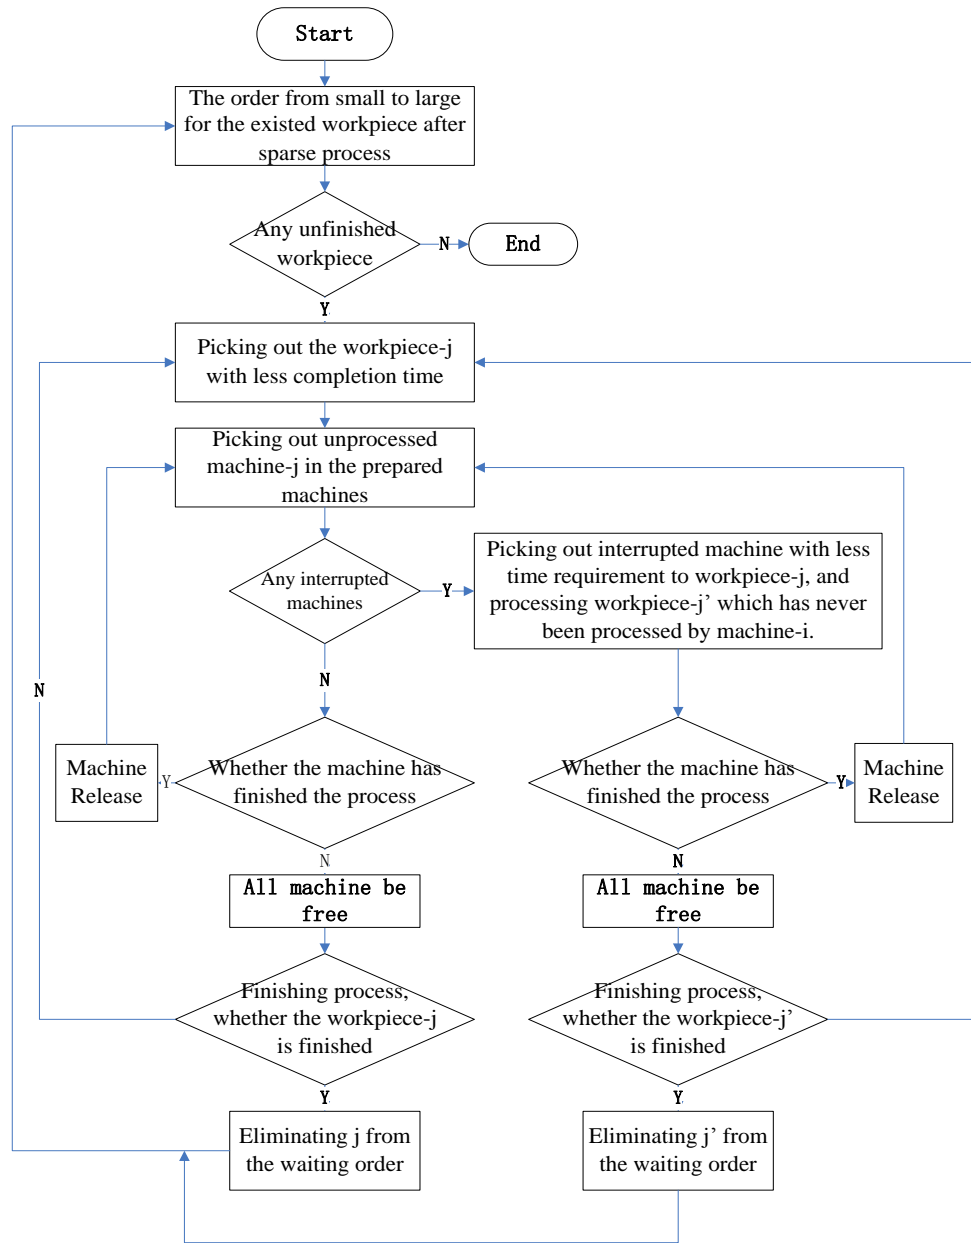 Start
The order from small to large
for the existed workpiece after
sparse process
Any unfinished
workpiece
N
End
Y
Picking out the workpiece-j
with less completion time
Picking out unprocessed
machine-j in the prepared
machines
Any interrupted
machines
Y
Picking out interrupted machine with less
time requirement to workpiece-j, and
processing workpiece-j’ which has never
been processed by machine-i.
N
N
Machine
Release
Y
Whether the machine has
finished the process
Whether the machine has
finished the process
Y
Machine
Release
N
N
All machine be
free
All machine be
free
Finishing process,
whether the workpiece-j
is finished
Finishing process,
whether the workpiece-j’
is finished
Y
Y
Eliminating j from
the waiting order
Eliminating j’ from
the waiting order